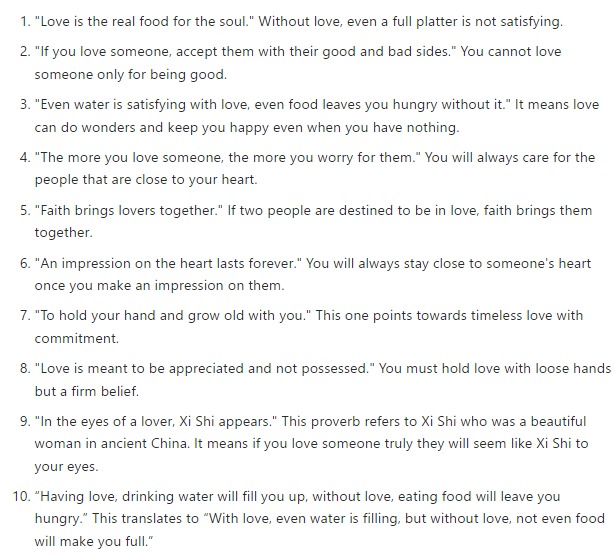 1. "Love is the real food for the soul." Without love, even a full platter is not satisfying.
2. "If you love someone, accept them with their good and bad sides." You cannot love
someone only for being good.
3. "Even water is satisfying with love, even food leaves you hungry without it." It means love
can do wonders and keep you happy even when you have nothing.
4. "The more you love someone, the more you worry for them." You will always care for the
people that are close to your heart.
5. "Faith brings lovers together." If two people are destined to be in love, faith brings them
together.
6. "An impression on the heart lasts forever." You will always stay close to someone's heart
once you make an impression on them.
7. "To hold your hand and grow old with you." This one points towards timeless love with
commitment.
8. "Love is meant to be appreciated and not possessed." You must hold love with loose hands
but a firm belief.
9. "In the eyes of a lover, Xi Shi appears." This proverb refers to Xi Shi who was a beautiful
woman in ancient China. It means if you love someone truly they will seem like Xi Shi to
your eyes.
10. “Having love, drinking water will fill you up, without love, eating food will leave you
hungry.” This translates to “With love, even water is filling, but without love, not even food
will make you full.”